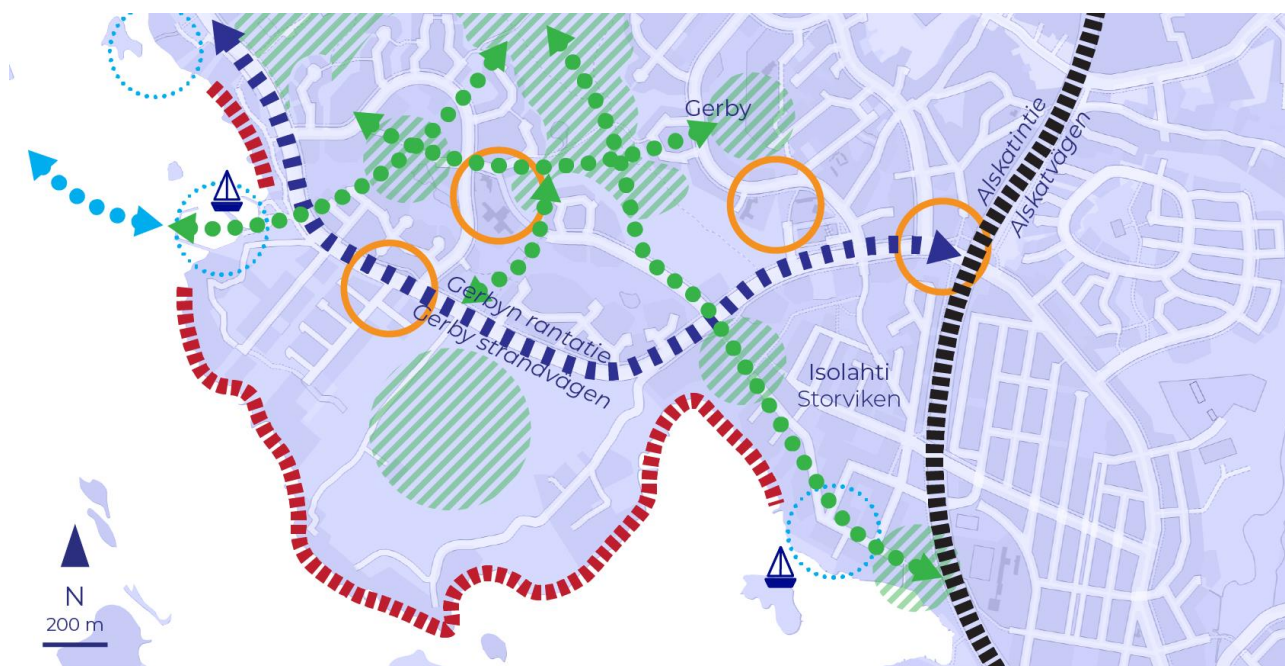 Gerby
Alskatintie
Alskatvägen
Gerbyn rantatie
Gerby strandvägen
Isolahti
Storviken
N
200 m